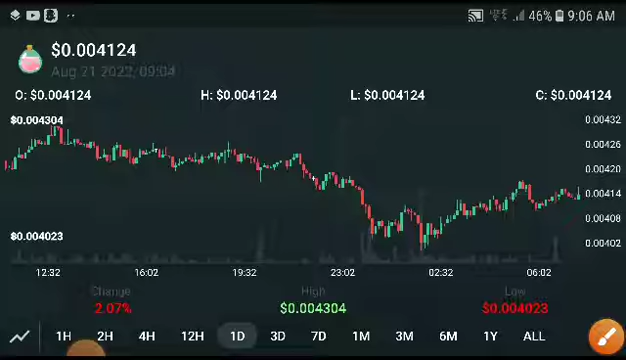 46% 9:06 AM
$0.004124
Aug 21 2022/09:04
O: $0.004124 H: $0.004124 L: $0.004124 C: $0.004124
$0.004304
0.00432
0.00426
0.00420
0.00414
0.00408
$0.004023
0.00402
12:32 16:02 19:32 23:02 02:32 06:02
Change High Low
2.07% $0.004304 $0.004023
1H 2H 4H 12H 1D 3D 7D 1M 3M 6M 1Y ALL